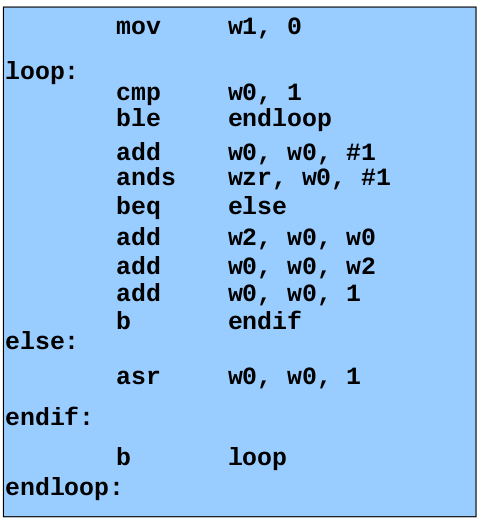 mov w1, 0
loop:
cmp w0, 1
ble endloop
add w0, w0, #1
ands wzr, w0, #1
beq else
add w2, w0, w0
add w0, w0, w2
add w0, w0, 1
b endif
else:
asr w0, w0, 1
endif:
b loop
endloop: